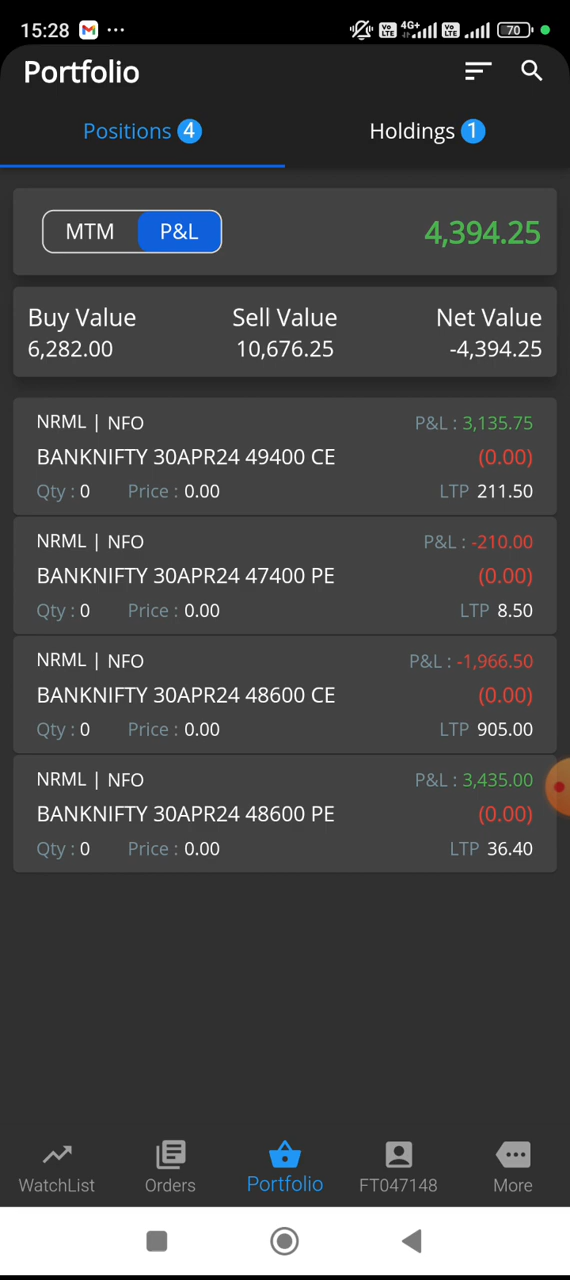 15:28 ... 4G+ Vo LTE Vo LTE 70
Portfolio
Positions 4 Holdings 1
MTM P&L 4,394.25
Buy Value Sell Value Net Value
6,282.00 10,676.25 -4,394.25
NRML | NFO P&L : 3,135.75
BANKNIFTY 30APR24 49400 CE (0.00)
Qty : 0 Price : 0.00 LTP 211.50
NRML | NFO P&L : -210.00
BANKNIFTY 30APR24 47400 PE (0.00)
Qty : 0 Price : 0.00 LTP 8.50
NRML | NFO P&L : -1,966.50
BANKNIFTY 30APR24 48600 CE (0.00)
Qty : 0 Price : 0.00 LTP 905.00
NRML | NFO P&L : 3,435.00
BANKNIFTY 30APR24 48600 PE (0.00)
Qty : 0 Price : 0.00 LTP 36.40
WatchList Orders Portfolio FT047148 More